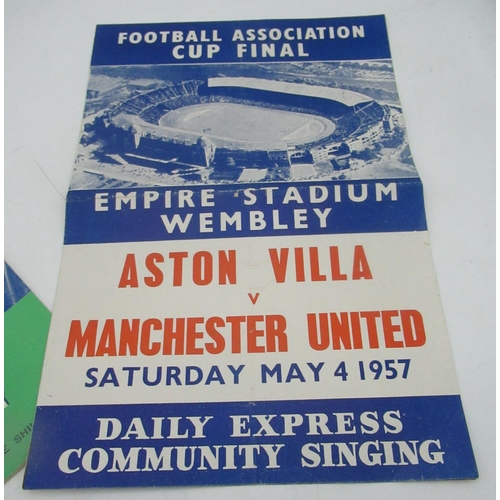 FOOTBALL ASSOCIATION
CUP FINAL
EMPIRE STADIUM
WEMBLEY
ASTON VILLA
v
MANCHESTER UNITED
SATURDAY MAY 4 1957
DAILY EXPRESS
COMMUNITY SINGING